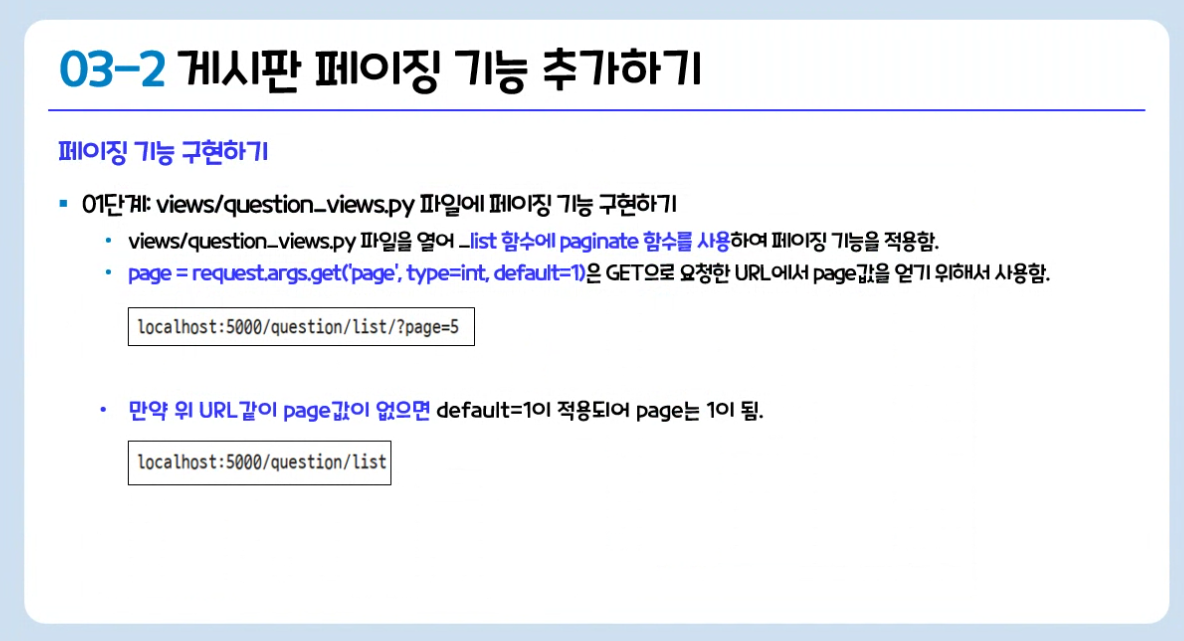 03-2 게시판 페이징 기능 추가하기
페이징 기능 구현하기
▪ 01단계: views/question_views.py 파일에 페이징 기능 구현하기
• views/question_views.py 파일을 열어 _list 함수에 paginate 함수를 사용하여 페이징 기능을 적용함.
• page = request.args.get('page', type=int, default=1)은 GET으로 요청한 URL에서 page값을 얻기 위해서 사용함.
localhost:5000/question/list/?page=5
• 만약 위 URL같이 page값이 없으면 default=1이 적용되어 page는 1이 됨.
localhost:5000/question/list